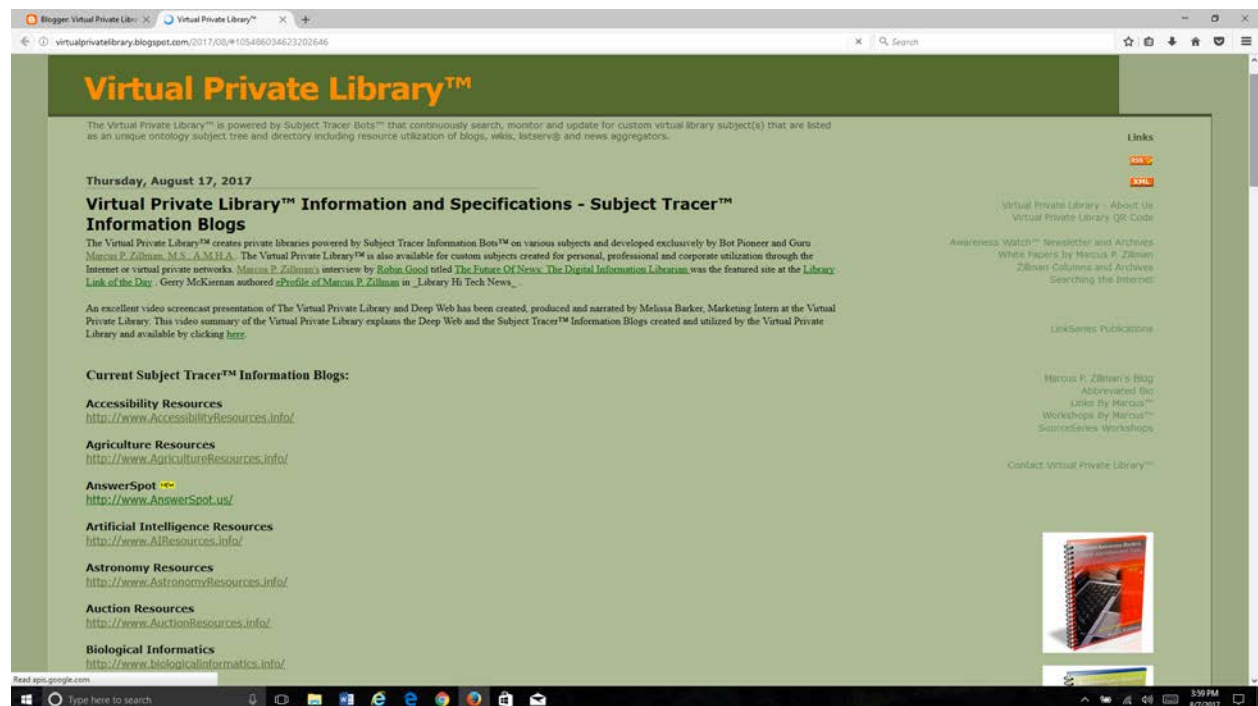 Blogger: Virtual Private Libr
Virtual Private Library™
virtualprivatelibrary.blogspot.com/2017/08/#105486034623202646
Search
Virtual Private Library™
The Virtual Private Library™ is powered by Subject Tracer Bots™ that continuously search, monitor and update for custom virtual library subject(s) that are listed
as an unique ontology subject tree and directory including resource utilization of blogs, wikis, listserv® and news aggregators.
Thursday, August 17, 2017
Virtual Private Library™ Information and Specifications - Subject Tracer™
Information Blogs
The Virtual Private Library™ creates private libraries powered by Subject Tracer Information Bots™ on various subjects and developed exclusively by Bot Pioneer and Guru
Marcus P. Zillman, M.S., A.M.H.A. The Virtual Private Library™ is also available for custom subjects created for personal, professional and corporate utilization through the
Internet or virtual private networks. Marcus P. Zillman's interview by Robin Good titled The Future Of News: The Digital Information Librarian was the featured site at the Library
Link of the Day . Gerry McKiernan authored eProfile of Marcus P. Zillman in _Library Hi Tech News_ .
An excellent video screencast presentation of The Virtual Private Library and Deep Web has been created, produced and narrated by Melissa Barker, Marketing Intern at the Virtual
Private Library. This video summary of the Virtual Private Library explains the Deep Web and the Subject Tracer™ Information Blogs created and utilized by the Virtual Private
Library and available by clicking here.
Current Subject Tracer™ Information Blogs:
Accessibility Resources
http://www.AccessibilityResources.info/
Agriculture Resources
http://www.AgricultureResources.info/
AnswerSpot NEW
http://www.AnswerSpot.us/
Artificial Intelligence Resources
http://www.AIResources.info/
Astronomy Resources
http://www.AstronomyResources.info/
Auction Resources
http://www.AuctionResources.info/
Biological Informatics
http://www.biologicalinformatics.info/
Links
RSS
XML
Virtual Private Library - About Us
Virtual Private Library QR Code
Awareness Watch™ Newsletter and Archives
White Papers by Marcus P. Zillman
Zillman Columns and Archives
Searching the Internet
LinkSeries Publications
Marcus P. Zillman's Blog
Abbreviated Bio
Links By Marcus™
Workshops By Marcus™
SourceSeries Workshops
Contact Virtual Private Library™
Read apis.google.com
Type here to search
3:59 PM
8/7/2017